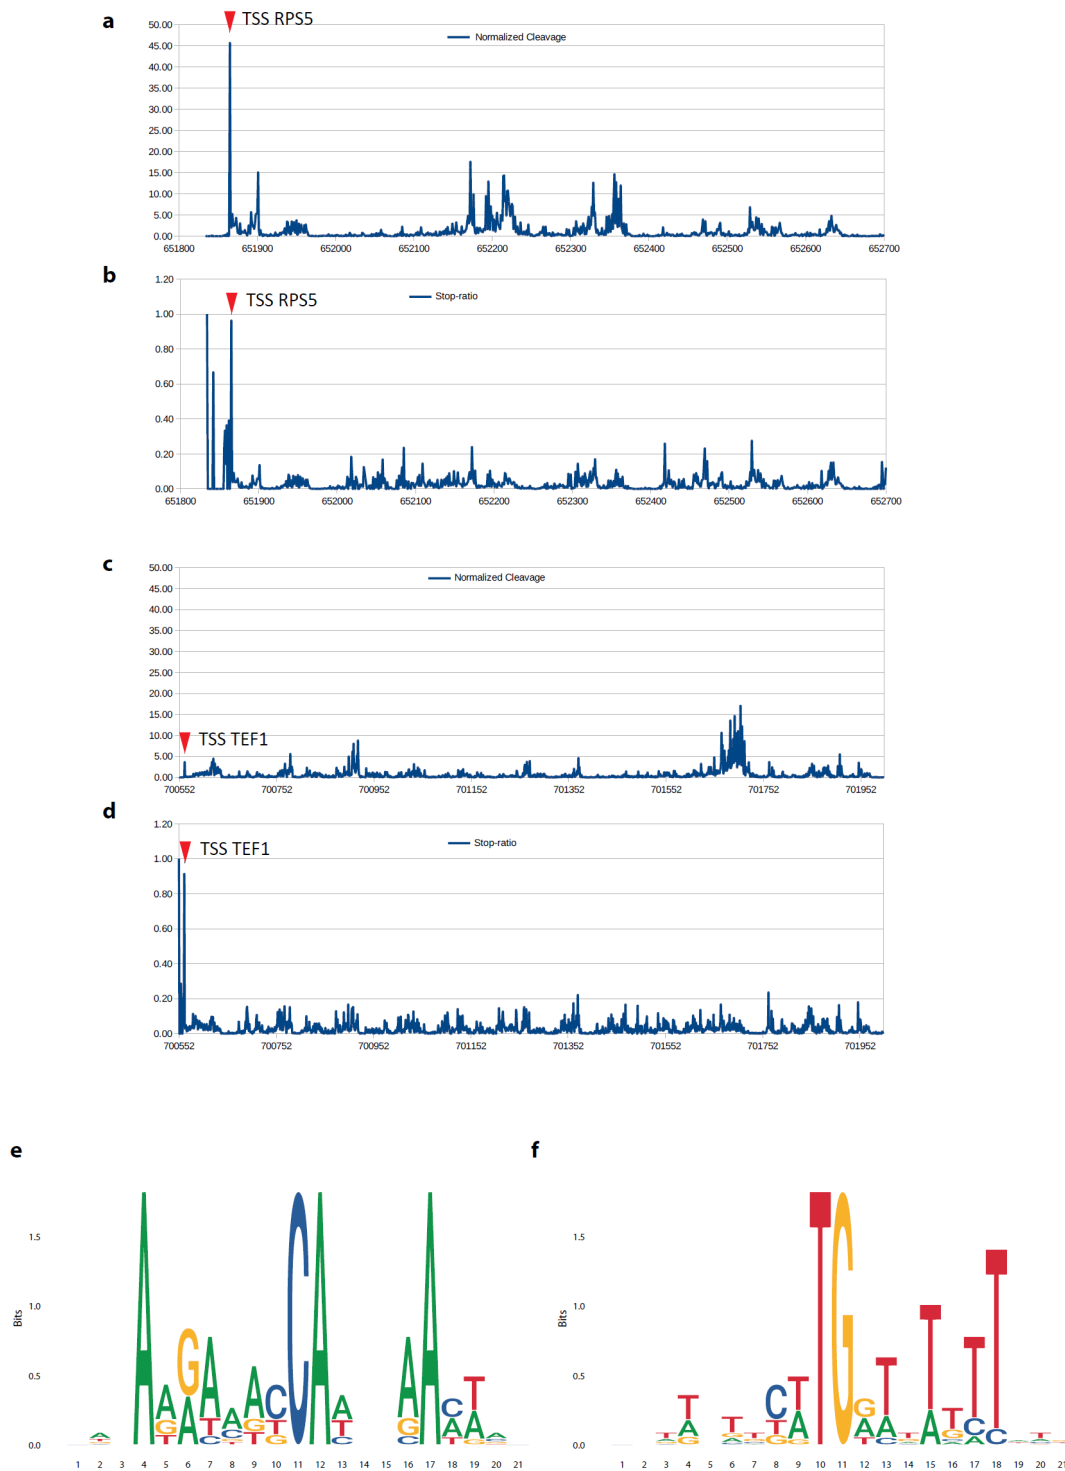 a
TSS RPS5
Normalized Cleavage
50.00
45.00
40.00
35.00
30.00
25.00
20.00
15.00
10.00
5.00
0.00
651800 651900 652000 652100 652200 652300 652400 652500 652600 652700
b
TSS RPS5
Stop-ratio
1.20
1.00
0.80
0.60
0.40
0.20
0.00
651800 651900 652000 652100 652200 652300 652400 652500 652600 652700
c
Normalized Cleavage
50.00
45.00
40.00
35.00
30.00
25.00
20.00
15.00
10.00
5.00
0.00
TSS TEF1
700552 700752 700952 701152 701352 701552 701752 701952
d
TSS TEF1
Stop-ratio
1.20
1.00
0.80
0.60
0.40
0.20
0.00
700552 700752 700952 701152 701352 701552 701752 701952
e
Bits
1.5
1.0
0.5
0.0
1 2 3 4 5 6 7 8 9 10 11 12 13 14 15 16 17 18 19 20 21
f
Bits
1.5
1.0
0.5
0.0
1 2 3 4 5 6 7 8 9 10 11 12 13 14 15 16 17 18 19 20 21